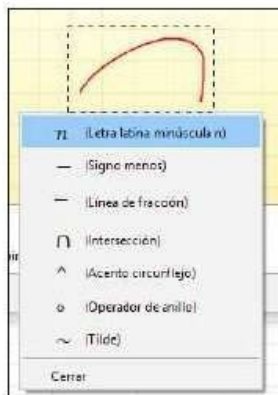 n (Letra latina minúscula n)
− (Signo menos)
― (Línea de fracción)
∩ (Intersección)
^ (Acento circunflejo)
∘ (Operador de anillo)
~ (Tilde)
Cerrar